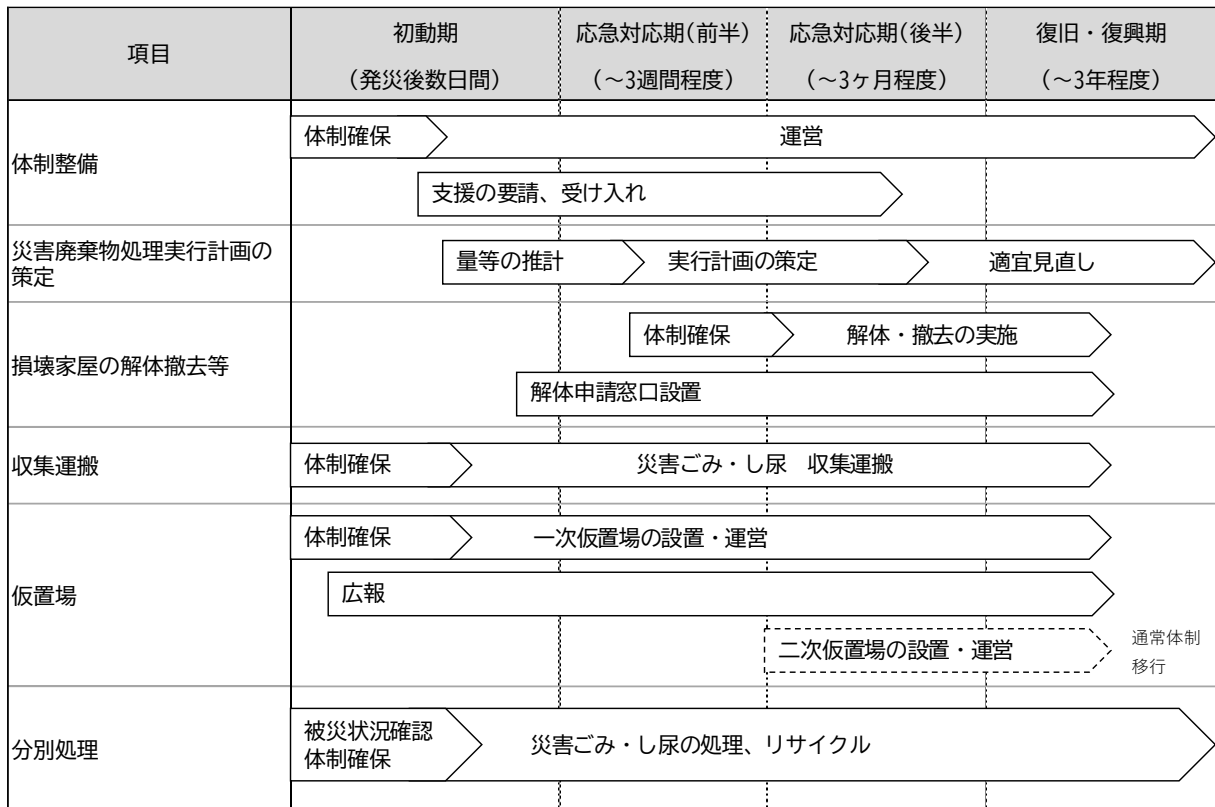 項目
初動期
(発災後数日間)
応急対応期(前半)
(～3週間程度)
応急対応期(後半)
(～3ヶ月程度)
復旧・復興期
(～3年程度)
体制整備
体制確保
運営
支援の要請、受け入れ
災害廃棄物処理実行計画の
策定
量等の推計
実行計画の策定
適宜見直し
損壊家屋の解体撤去等
体制確保
解体・撤去の実施
解体申請窓口設置
収集運搬
体制確保
災害ごみ・し尿　収集運搬
仮置場
体制確保
一次仮置場の設置・運営
広報
二次仮置場の設置・運営
通常体制
移行
分別処理
被災状況確認
体制確保
災害ごみ・し尿の処理、リサイクル